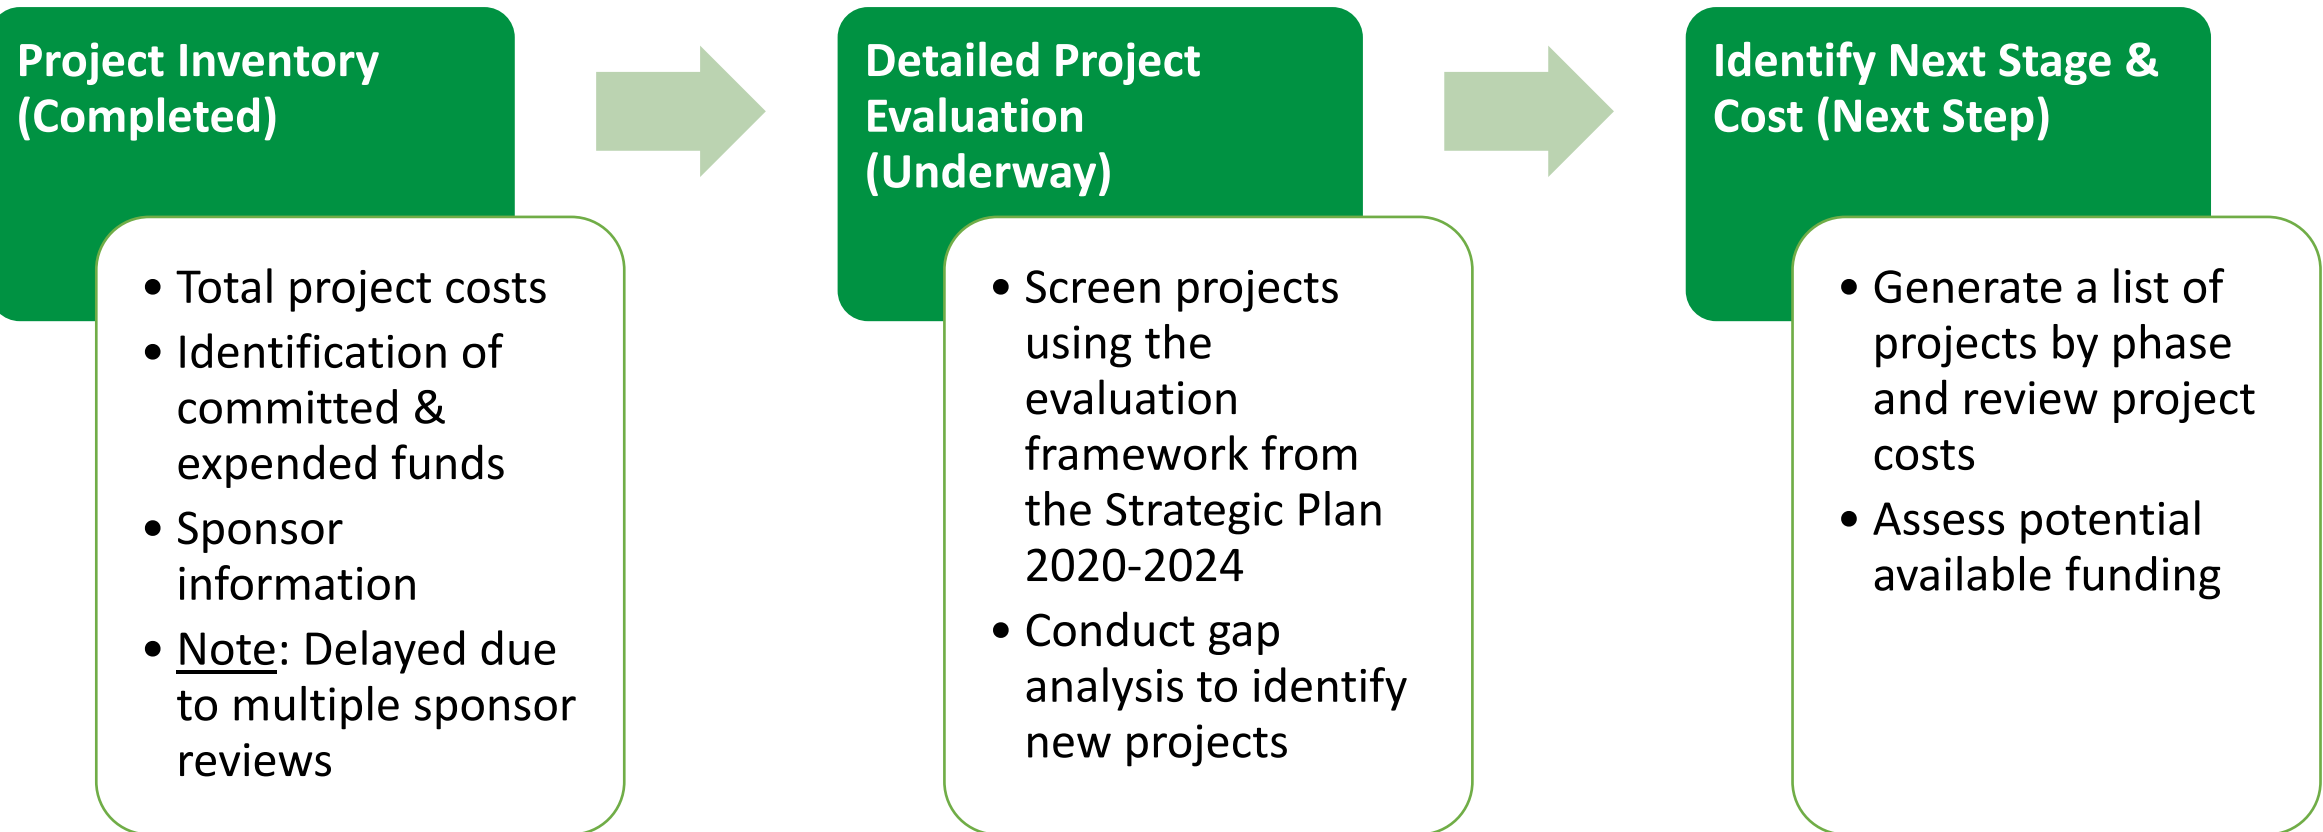 Project Inventory
(Completed)
• Total project costs
• Identification of
committed &
expended funds
• Sponsor
information
• Note: Delayed due
to multiple sponsor
reviews
Detailed Project
Evaluation
(Underway)
• Screen projects
using the
evaluation
framework from
the Strategic Plan
2020-2024
• Conduct gap
analysis to identify
new projects
Identify Next Stage &
Cost (Next Step)
• Generate a list of
projects by phase
and review project
costs
• Assess potential
available funding